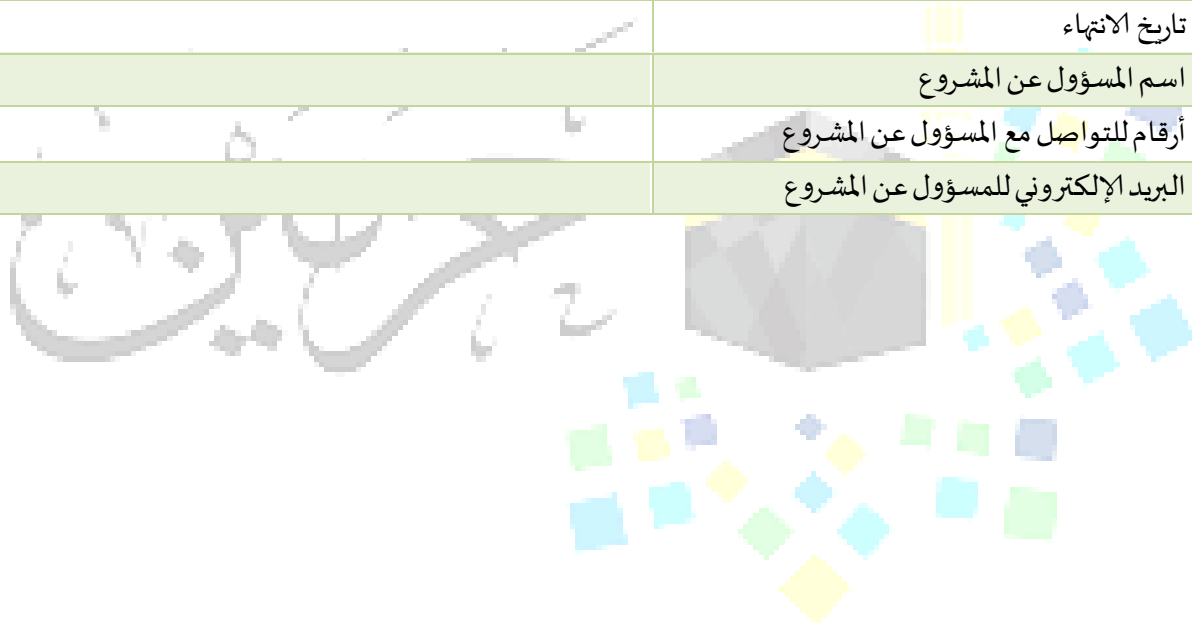 تاريخ الانتهاء
اسم المسؤول عن المشروع
أرقام للتواصل مع المسؤول عن المشروع
البريد الإلكتروني للمسؤول عن المشروع